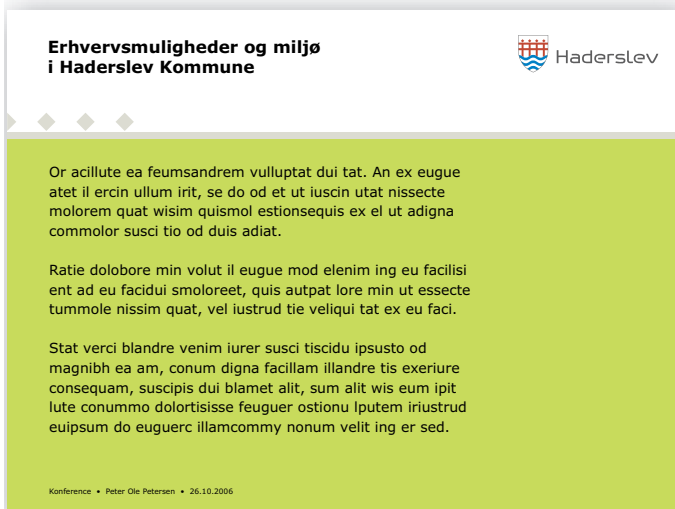 Erhvervsmuligheder og miljø
i Haderslev Kommune
Haderslev
Or acillute ea feumsandrem vulluptat dui tat. An ex eugue
atet il ercin ullum irit, se do od et ut iuscin utat nissecte
molorem quat wisim quismol estionsequis ex el ut adigna
commolor susci tio od duis adiat.
Ratie dolobore min volut il eugue mod elenim ing eu facilisi
ent ad eu facidui smoloreet, quis autpat lore min ut essecte
tummole nissim quat, vel iustrud tie veliqui tat ex eu faci.
Stat verci blandre venim iurer susci tiscidu ipsusto od
magnibh ea am, conum digna facillam illandre tis exeriure
consequam, suscipis dui blamet alit, sum alit wis eum ipit
lute conummo dolortisisse feuguer ostionu lputem iriustrud
euipsum do euguerc illamcommy nonum velit ing er sed.
Konference • Peter Ole Petersen • 26.10.2006